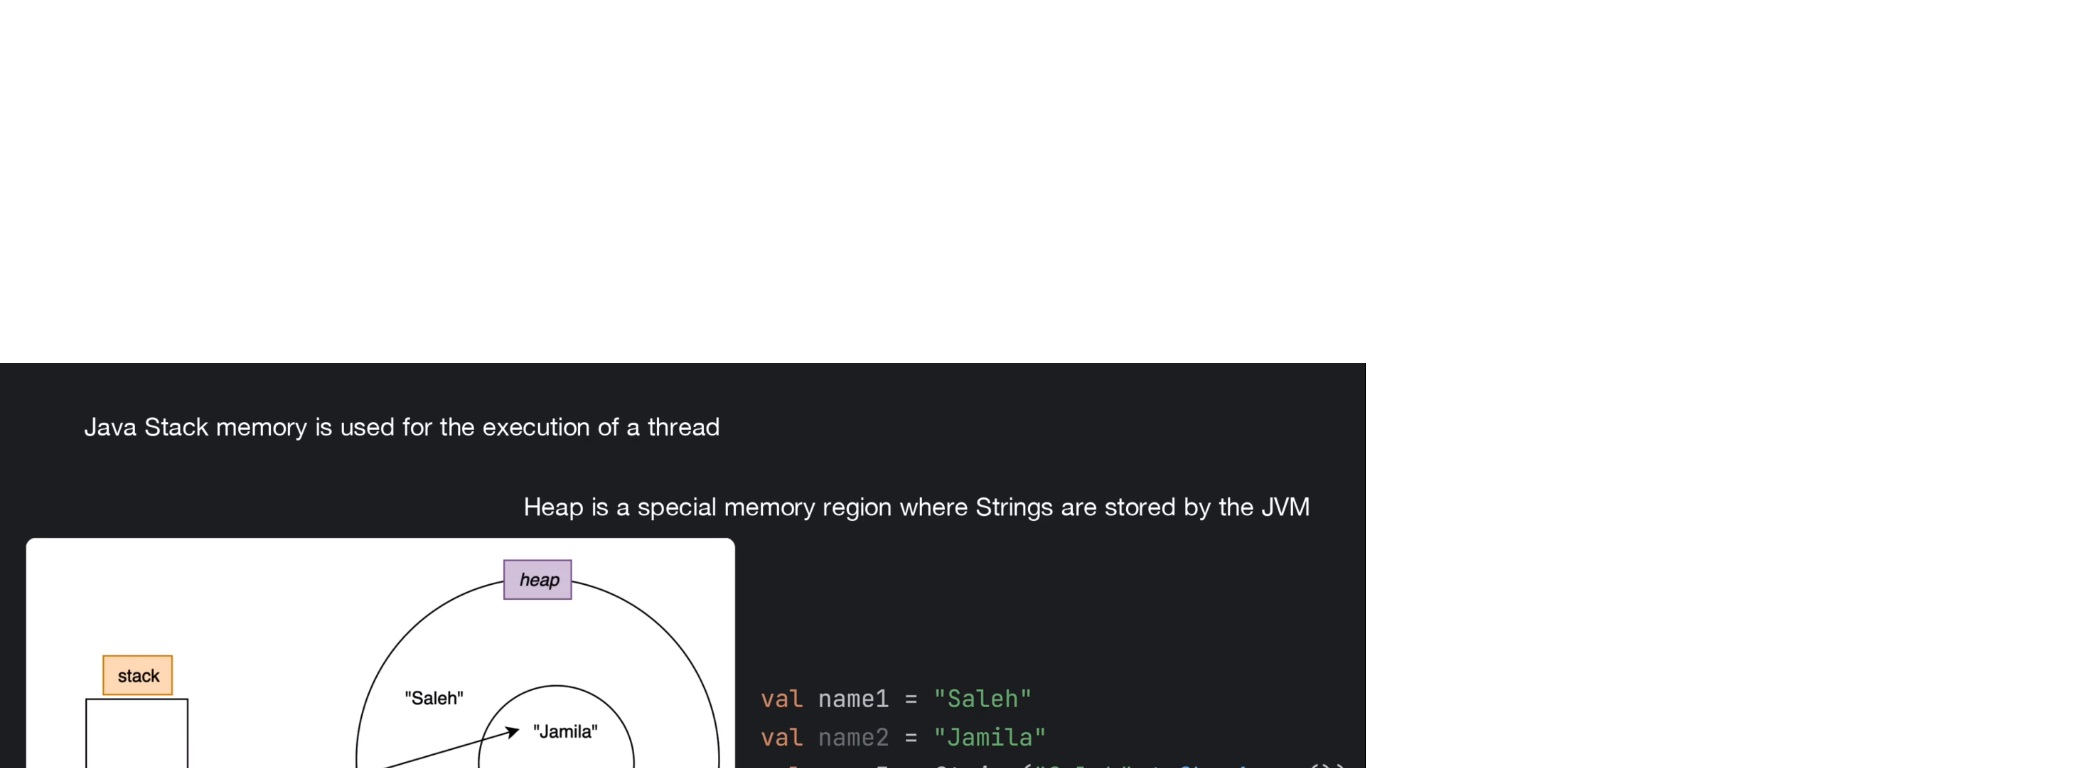 Java Stack memory is used for the execution of a thread
Heap is a special memory region where Strings are stored by the JVM
heap
stack
"Saleh"
"Jamila"
val name1 = "Saleh"
val name2 = "Jamila"